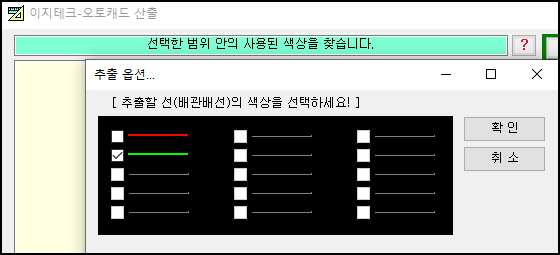 이지테크-오토캐드 산출
선택한 범위 안의 사용된 색상을 찾습니다.
?
추출 옵션...
[ 추출할 선(배관배선)의 색상을 선택하세요! ]
확 인
취 소